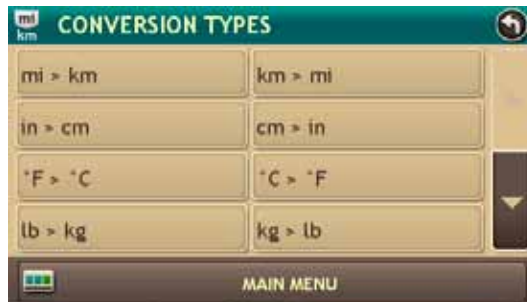 mi
km
CONVERSION TYPES
mi > km
km > mi
in > cm
cm > in
°F > °C
°C > °F
lb > kg
kg > lb
MAIN MENU